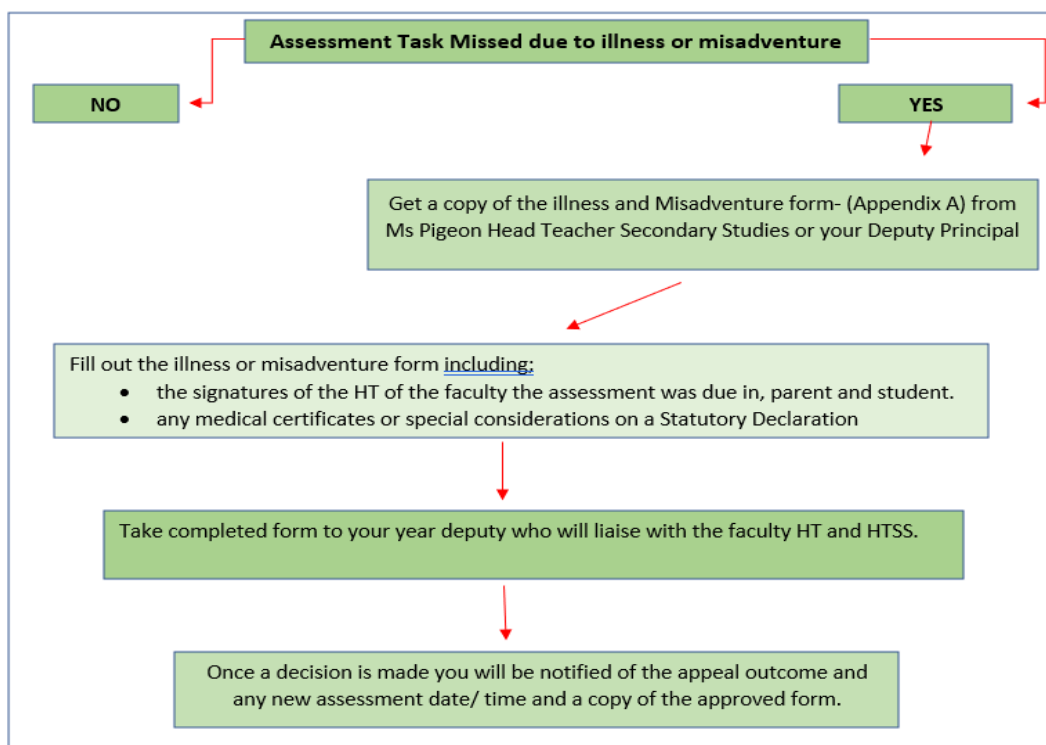 Assessment Task Missed due to illness or misadventure
NO
YES
Get a copy of the illness and Misadventure form- (Appendix A) from
Ms Pigeon Head Teacher Secondary Studies or your Deputy Principal
Fill out the illness or misadventure form including;
• the signatures of the HT of the faculty the assessment was due in, parent and student.
• any medical certificates or special considerations on a Statutory Declaration
Take completed form to your year deputy who will liaise with the faculty HT and HTSS.
Once a decision is made you will be notified of the appeal outcome and
any new assessment date/ time and a copy of the approved form.